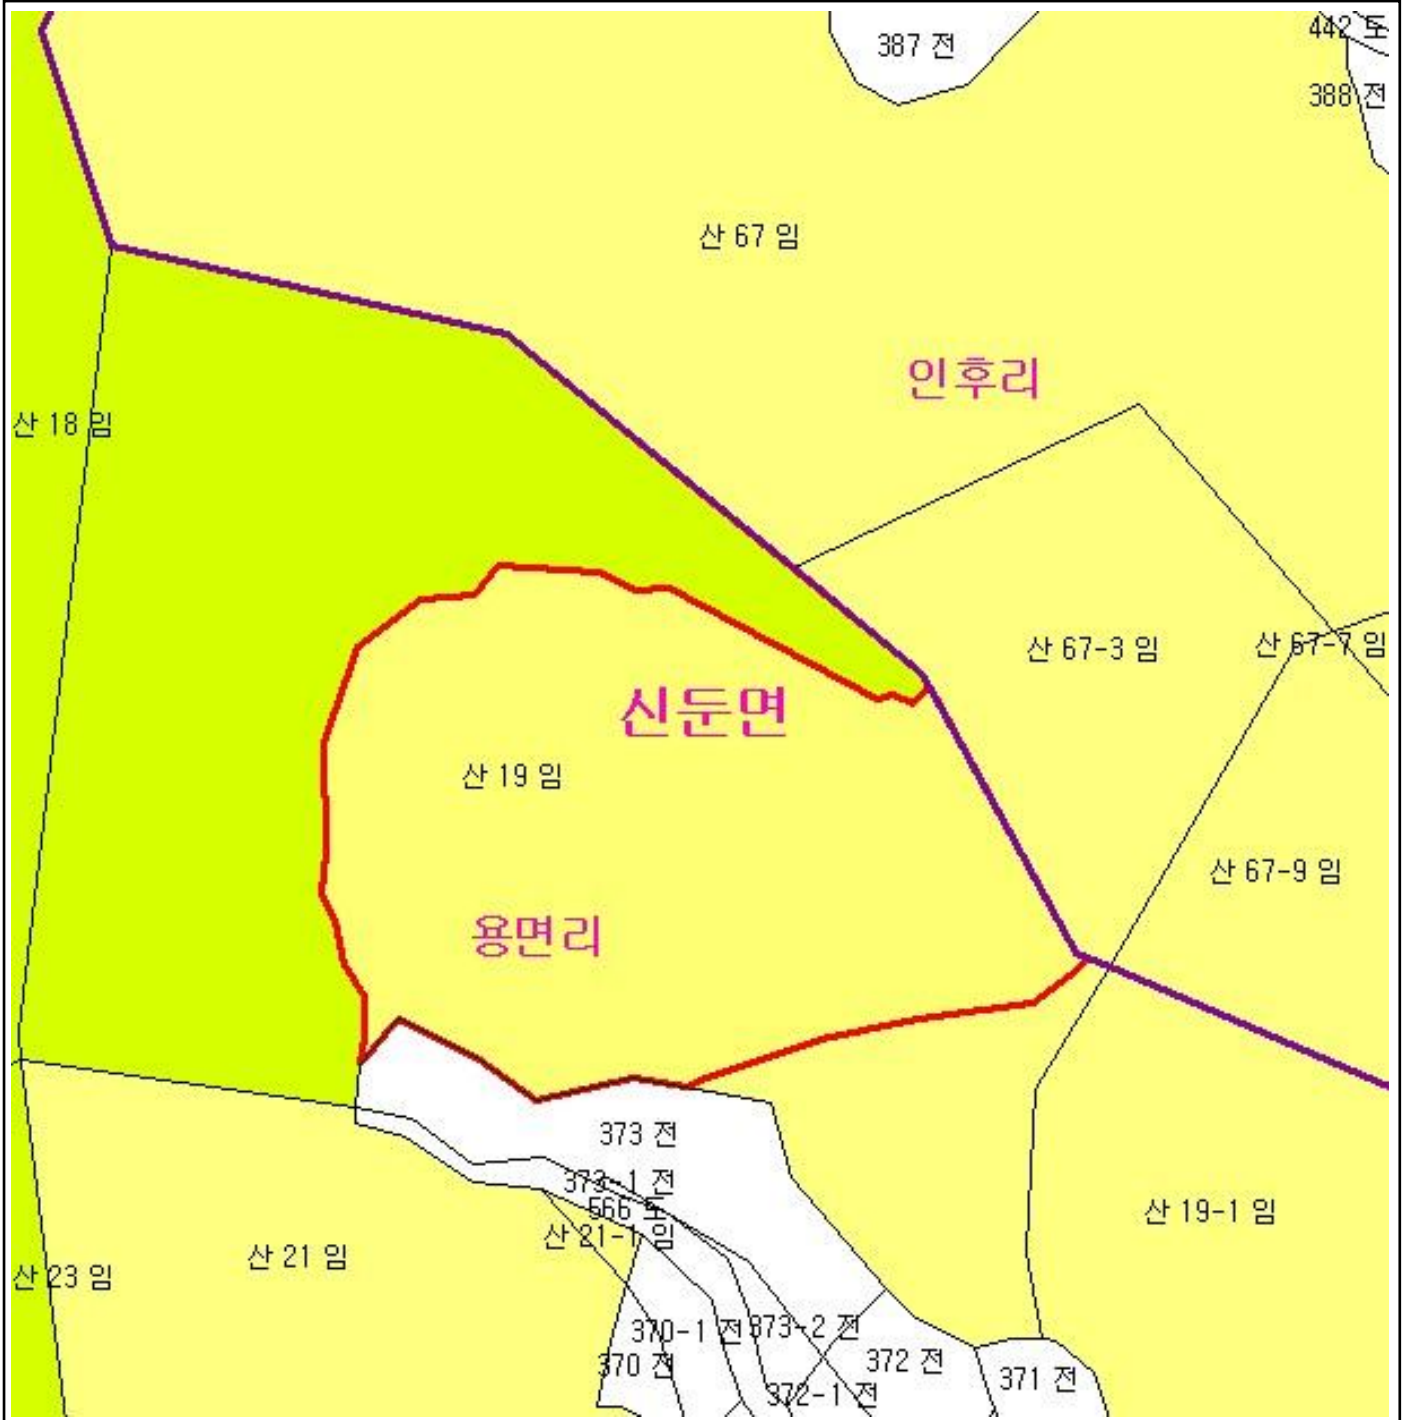 387 전
442 도
388 전
산 67 임
인후리
산 18 임
산 67-3 임
산 67-7 임
신둔면
산 19 임
산 67-9 임
용면리
373 전
373-1 전
566 도
산 21-1 임
산 19-1 임
산 21 임
산 23 임
370-1 전
373-2 전
370 전
372 전
371 전
372-1 전